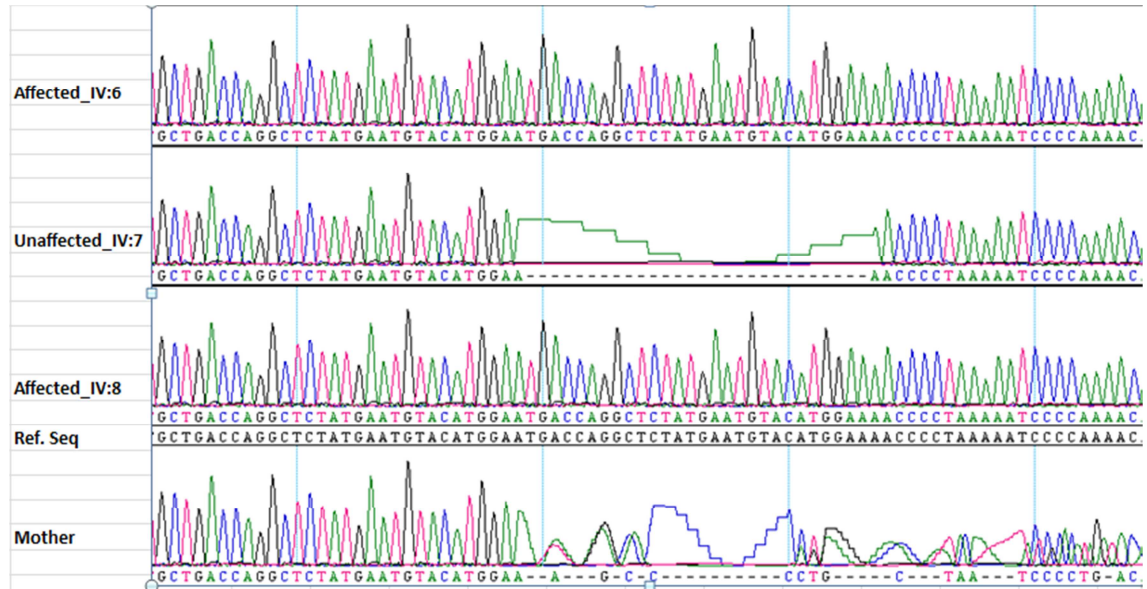 Affected_IV:6
GCTGACCAGGCTCTATGAATGTACATGGAATGACCAGGCTCTATGAATGTACATGGAAAACCCCTAAAAATCCCCAAAAC
Unaffected_IV:7
GCTGACCAGGCTCTATGAATGTACATGGAA----------------------------AACCCCTAAAAATCCCCAAAAC
Affected_IV:8
GCTGACCAGGCTCTATGAATGTACATGGAATGACCAGGCTCTATGAATGTACATGGAAAACCCCTAAAAATCCCCAAAAC
Ref. Seq
GCTGACCAGGCTCTATGAATGTACATGGAATGACCAGGCTCTATGAATGTACATGGAAAACCCCTAAAAATCCCCAAAAC
Mother
GCTGACCAGGCTCTATGAATGTACATGGAA--A---G-C-C----------CCTG-----C---TAA---TCCCCTG-AC